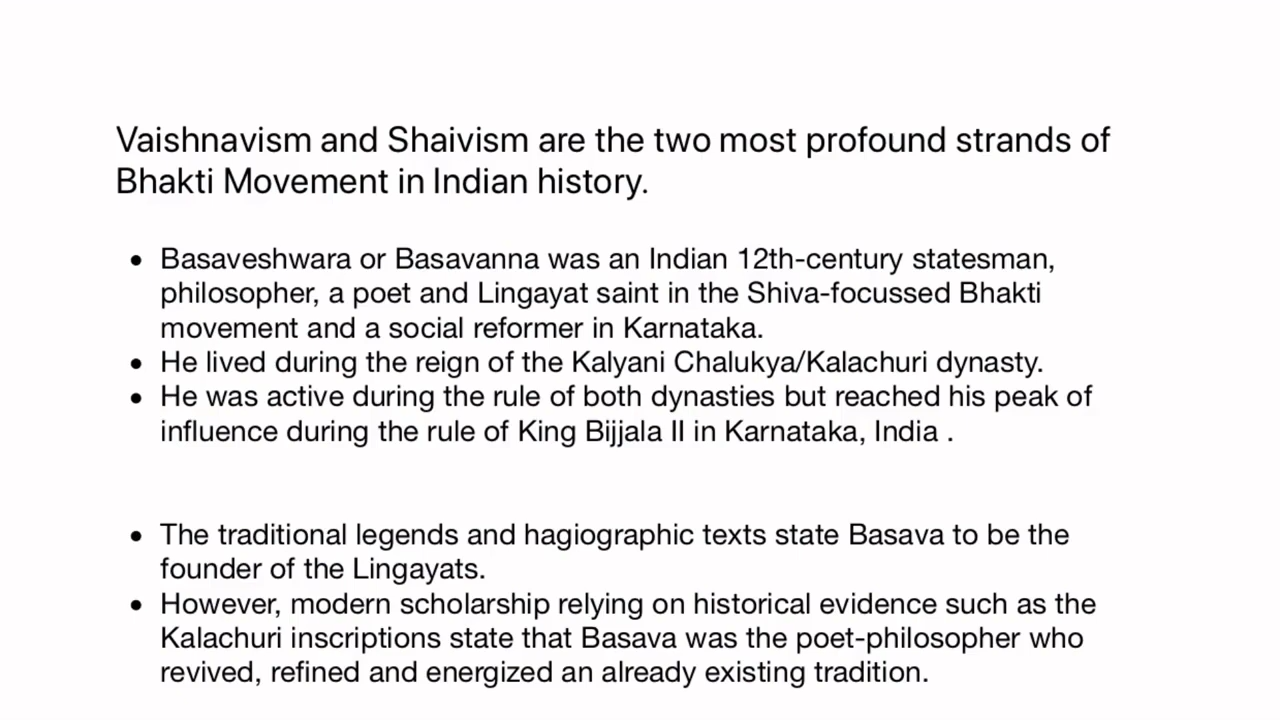 Vaishnavism and Shaivism are the two most profound strands of
Bhakti Movement in Indian history.
• Basaveshwara or Basavanna was an Indian 12th-century statesman,
philosopher, a poet and Lingayat saint in the Shiva-focussed Bhakti
movement and a social reformer in Karnataka.
• He lived during the reign of the Kalyani Chalukya/Kalachuri dynasty.
• He was active during the rule of both dynasties but reached his peak of
influence during the rule of King Bijjala II in Karnataka, India .
• The traditional legends and hagiographic texts state Basava to be the
founder of the Lingayats.
• However, modern scholarship relying on historical evidence such as the
Kalachuri inscriptions state that Basava was the poet-philosopher who
revived, refined and energized an already existing tradition.